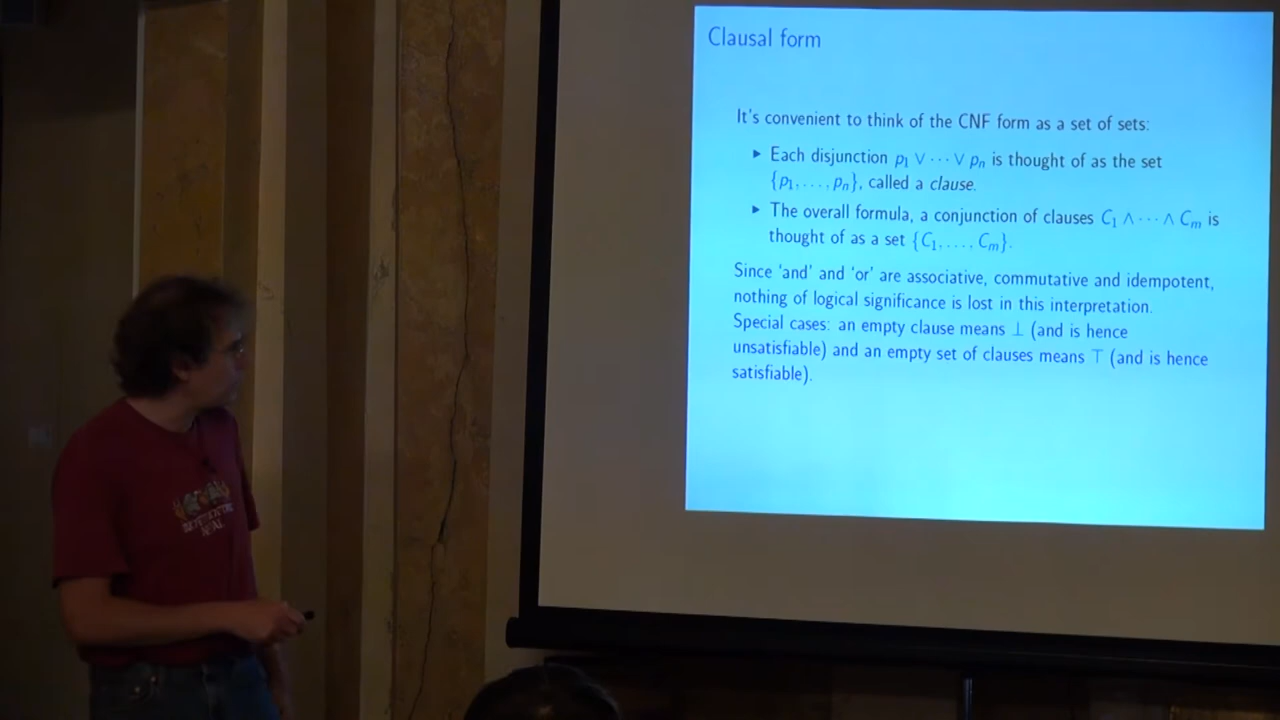 Clausal form
It's convenient to think of the CNF form as a set of sets:
▸ Each disjunction p₁ ∨ ⋯ ∨ pₙ is thought of as the set
{p₁, . . . , pₙ}, called a clause.
▸ The overall formula, a conjunction of clauses C₁ ∧ ⋯ ∧ Cₘ is
thought of as a set {C₁, . . . , Cₘ}.
Since 'and' and 'or' are associative, commutative and idempotent,
nothing of logical significance is lost in this interpretation.
Special cases: an empty clause means ⊥ (and is hence
unsatisfiable) and an empty set of clauses means ⊤ (and is hence
satisfiable).